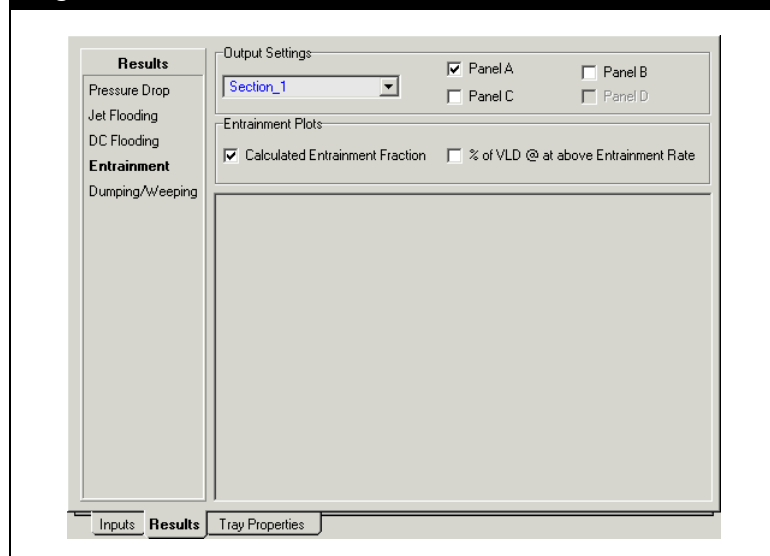 Results
Pressure Drop
Jet Flooding
DC Flooding
Entrainment
Dumping/Weeping
Output Settings
Section_1
Panel A
Panel B
Panel C
Panel D
Entrainment Plots
Calculated Entrainment Fraction
% of VLD @ at above Entrainment Rate
Inputs
Results
Tray Properties